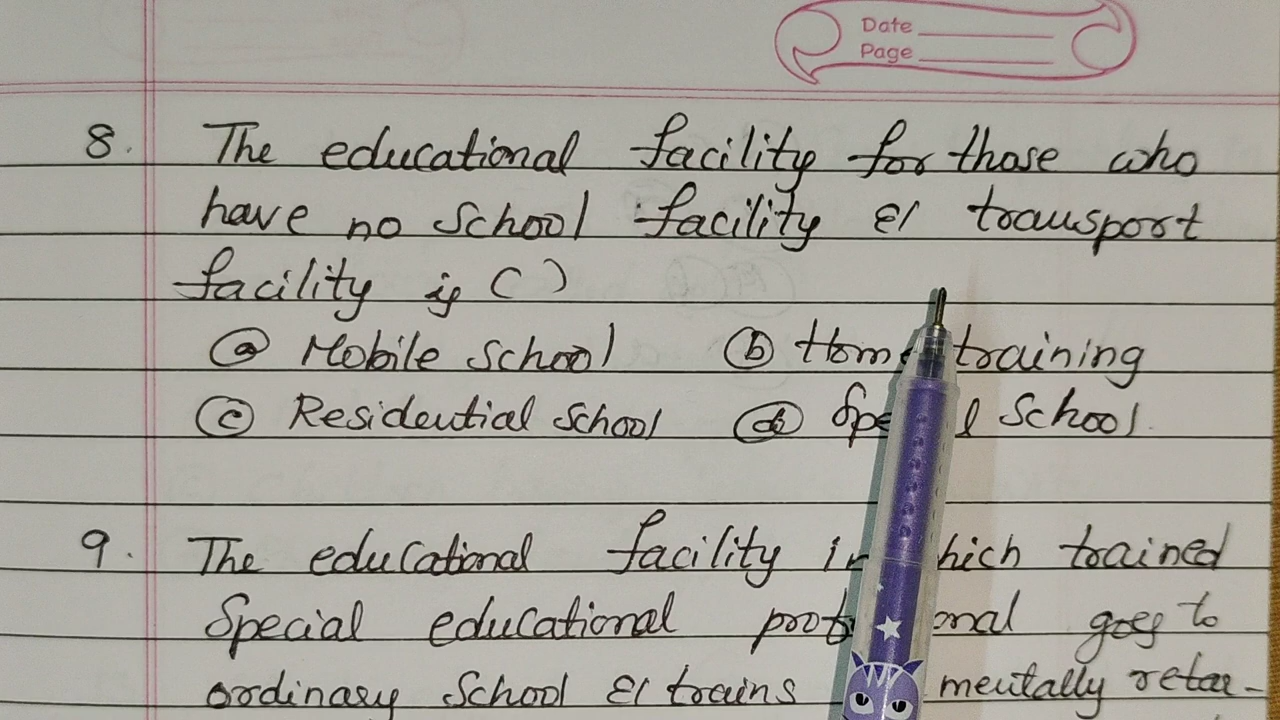 Date
Page
8. The educational facility for those who
have no School facility & transport
facility is ( )
ⓐ Mobile School ⓑ Home training
ⓒ Residential School ⓓ School.
9. The educational facility in which trained
Special educational goes to
ordinary School & trains mentally retar-